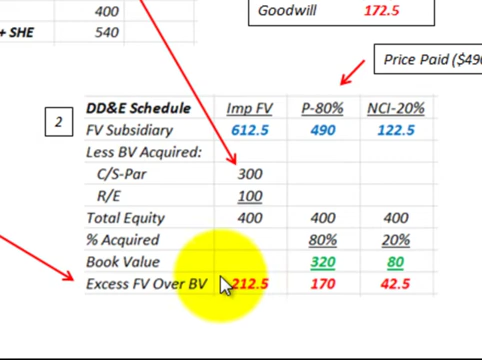 400
+ SHE 540
Goodwill 172.5
Price Paid ($490
2
DD&E Schedule Imp FV P-80% NCI-20%
FV Subsidiary 612.5 490 122.5
Less BV Acquired:
C/S-Par 300
R/E 100
Total Equity 400 400 400
% Acquired 80% 20%
Book Value 320 80
Excess FV Over BV 212.5 170 42.5